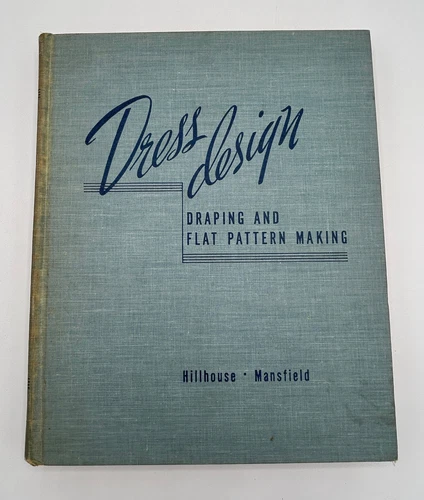 Dress design
DRAPING AND
FLAT PATTERN MAKING
Hillhouse · Mansfield